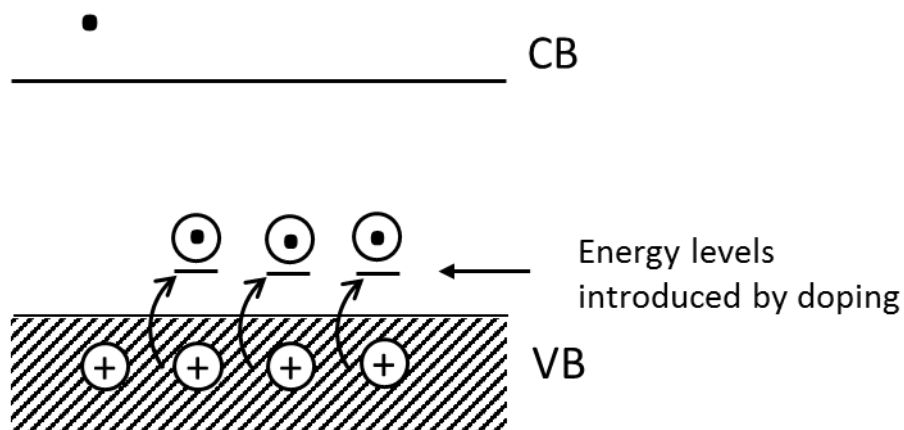 CB
Energy levels
introduced by doping
+ + + +
VB